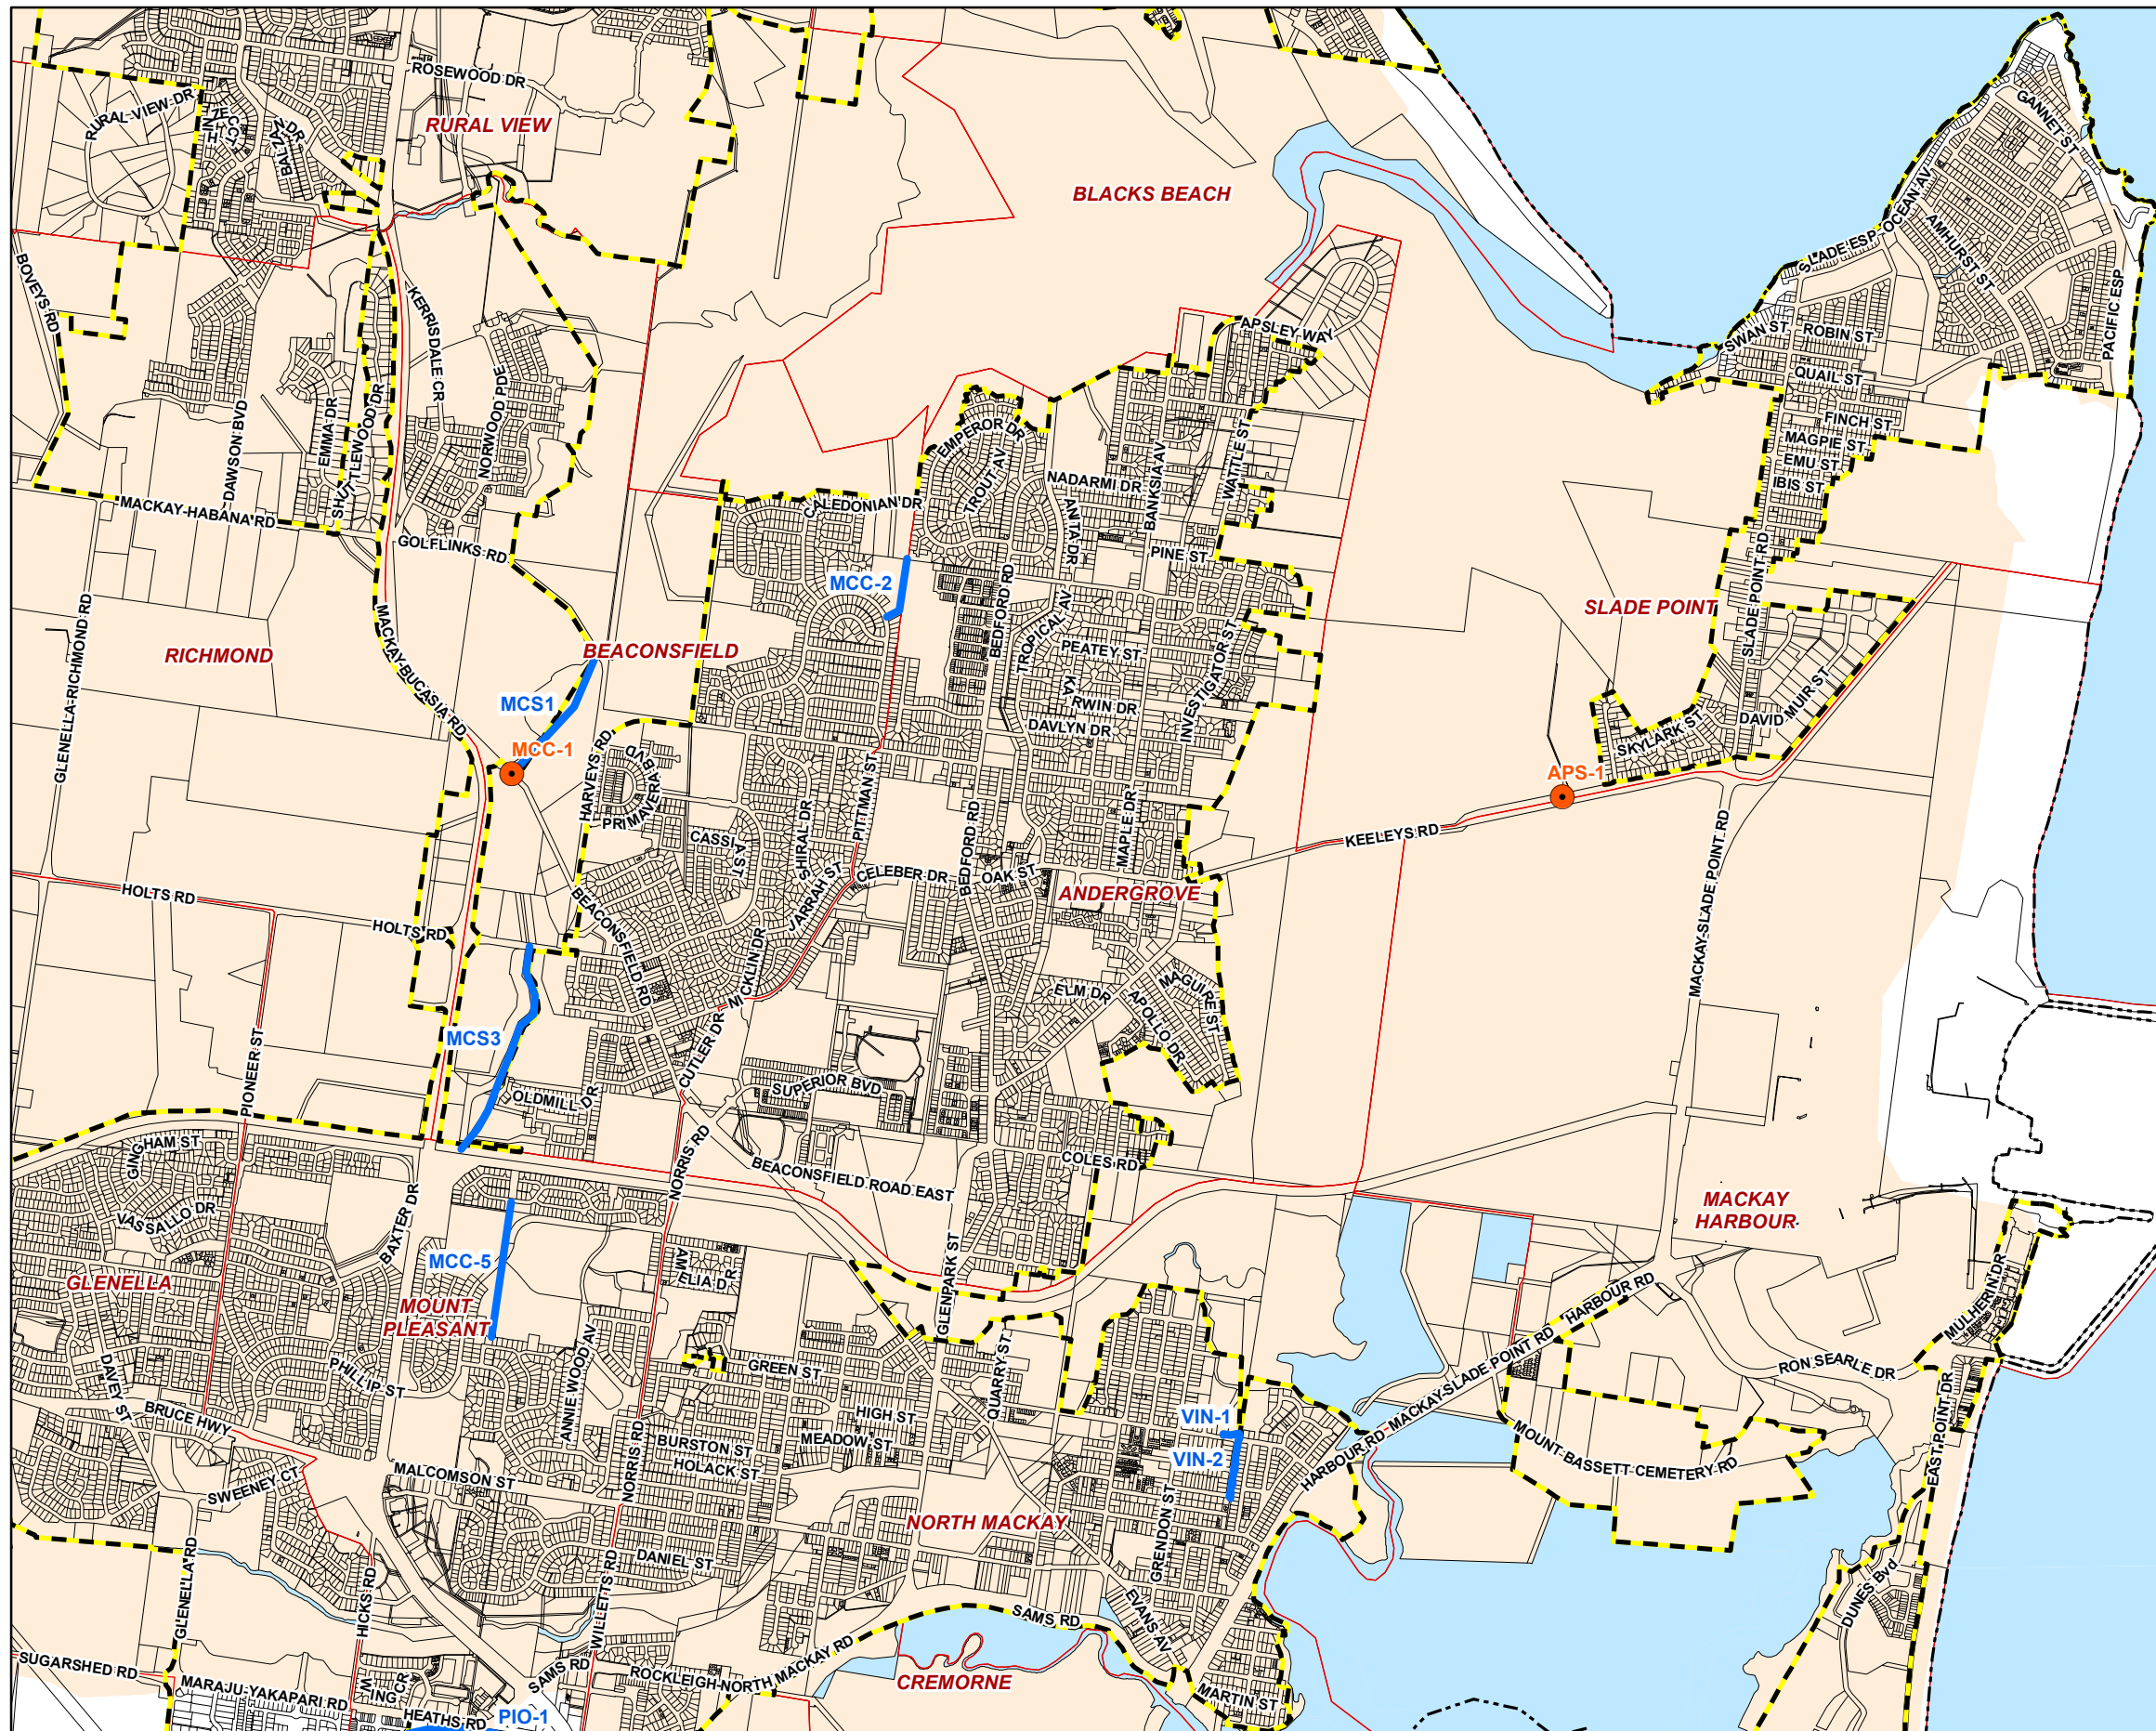 ROSEWOOD DR
RURAL VIEW DR
RURAL VIEW
BALZAN DR
GANNET ST
BLACKS BEACH
SLADE ESP-OCEAN AV
AMHURST ST
PACIFIC ESP
BOVEYS RD
KERRISDALE CR
APSLEY WAY
SWAN ST
ROBIN ST
QUAIL ST
FINCH ST
MAGPIE ST
EMU ST
IBIS ST
DAWSON BVD
EMMA DR
SHUTTLEWOOD DR
NORWOOD PDE
EMPEROR DR
TROUT AV
NADARMI DR
BANKSIA AV
WATTLE ST
CALEDONIAN DR
ANITA DR
MACKAY-HABANA RD
GOLFLINKS RD
PINE ST
MCC-2
BEDFORD RD
SLADE POINT RD
SLADE POINT
GLENELLA-RICHMOND RD
MACKAY-BUCASIA RD
TROPICAL AV
PEATEY ST
INVESTIGATOR ST
RICHMOND
BEACONSFIELD
KA
RWIN DR
DAVLYN DR
DAVID MUIR ST
SKYLARK ST
MCS1
MCC-1
HARVEYS RD
PRIMAVERA BVD
PITTMAN ST
APS-1
CASSIA ST
SHIRAL DR
BEDFORD RD
MAPLE DR
KEELEYS RD
MACKAY-SLADE POINT RD
JARRAH ST
CELEBER DR
OAK ST
ANDERGROVE
HOLTS RD
HOLTS RD
BEACONSFIELD RD
NICKLIN DR
ELM DR
APOLLO DR
MAGUIRE ST
PIONEER ST
MCS3
CUTLER DR
OLDMILL DR
SUPERIOR BVD
GINGHAM ST
NORRIS RD
BEACONSFIELD ROAD EAST
COLES RD
VASSALLO DR
BAXTER DR
MACKAY
HARBOUR
MCC-5
AMELIA DR
GLENPARK ST
GLENELLA
MOUNT
PLEASANT
HARBOUR RD
MULHERIN DR
MACKAY-SLADE POINT RD
RON SEARLE DR
PHILLIP ST
ANNIE WOOD AV
GREEN ST
QUARRY ST
DAVEY ST
BRUCE HWY
HIGH ST
VIN-1
EAST POINT DR
BURSTON ST
MEADOW ST
HOLACK ST
VIN-2
HARBOUR RD
MOUNT-BASSETT-CEMETERY RD
SWEENEY CT
MALCOMSON ST
NORRIS RD
NORTH MACKAY
GRENDON ST
GLENELLA RD
HICKS RD
WILLETTS RD
DANIEL ST
EVANS AV
SAMS RD
DUNES Bvd
SUGARSHED RD
MARAJU-YAKAPARI RD
SAMS RD
ROCKLEIGH-NORTH MACKAY RD
CREMORNE
MARTIN ST
HEATHS RD
PIO-1